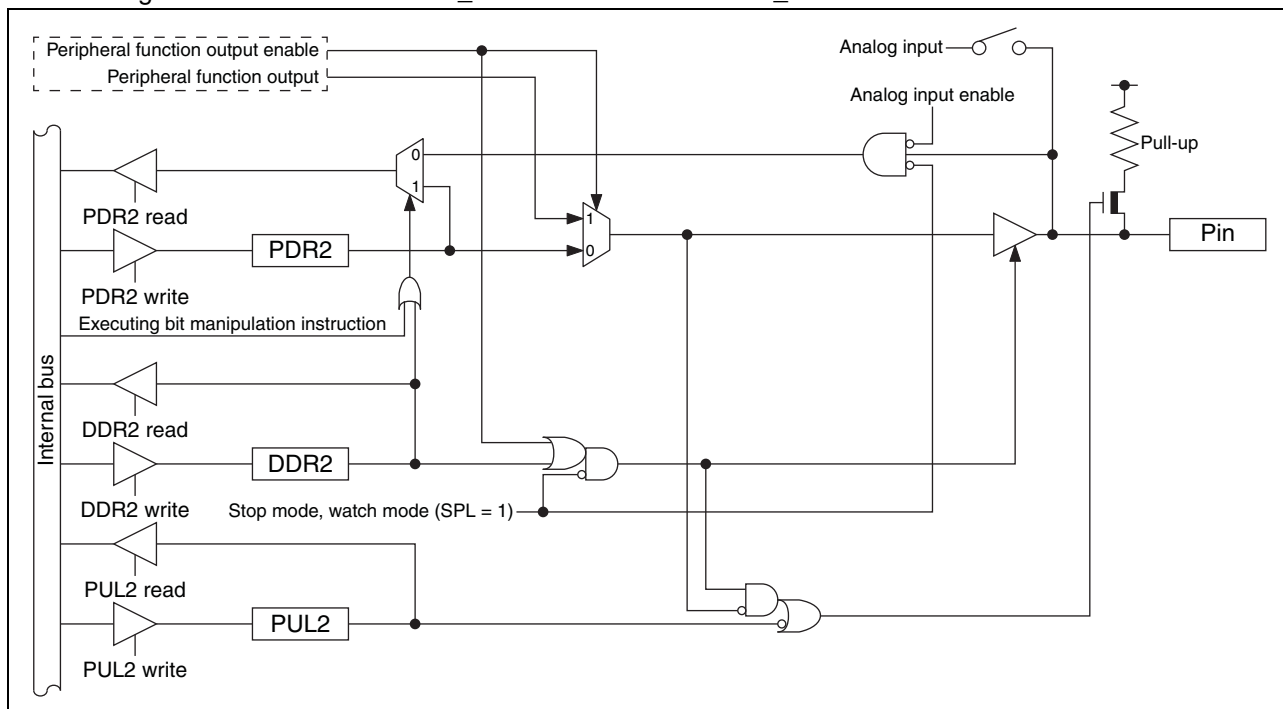 Peripheral function output enable
Peripheral function output
Analog input
Analog input enable
Pull-up
0
1
PDR2 read
1
0
PDR2
Pin
PDR2 write
Executing bit manipulation instruction
Internal bus
DDR2 read
DDR2
DDR2 write
Stop mode, watch mode (SPL = 1)
PUL2 read
PUL2
PUL2 write